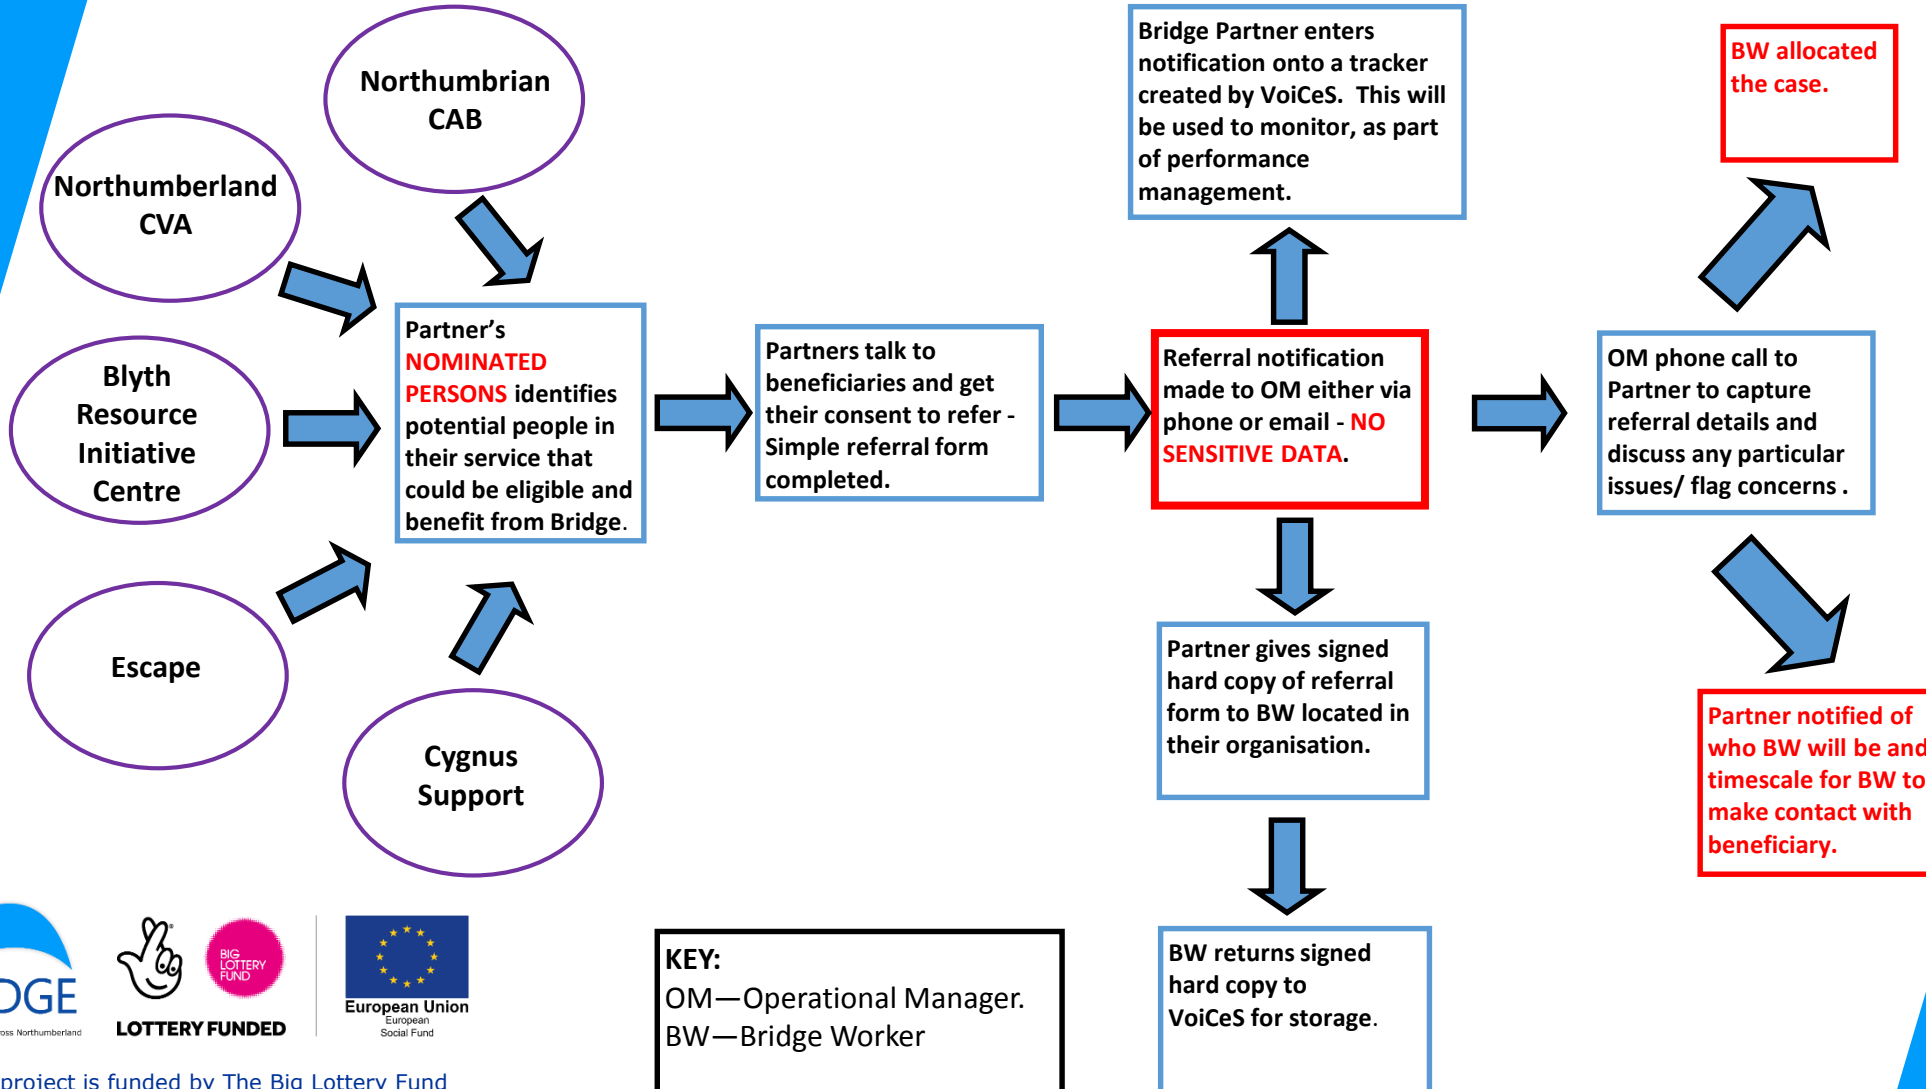 Northumbrian
CAB
Northumberland
CVA
Blyth
Resource
Initiative
Centre
Escape
Cygnus
Support
Partner’s
NOMINATED
PERSONS identifies
potential people in
their service that
could be eligible and
benefit from Bridge.
Partners talk to
beneficiaries and get
their consent to refer -
Simple referral form
completed.
Bridge Partner enters
notification onto a tracker
created by VoiCeS.  This will
be used to monitor, as part
of performance
management.
Referral notification
made to OM either via
phone or email - NO
SENSITIVE DATA.
Partner gives signed
hard copy of referral
form to BW located in
their organisation.
BW returns signed
hard copy to
VoiCeS for storage.
BW allocated
the case.
OM phone call to
Partner to capture
referral details and
discuss any particular
issues/ flag concerns .
Partner notified of
who BW will be and
timescale for BW to
make contact with
beneficiary.
KEY:
OM—Operational Manager.
BW—Bridge Worker
DGE
ross Northumberland
BIG
LOTTERY
FUND
LOTTERY FUNDED
European Union
European
Social Fund
project is funded by The Big Lottery Fund